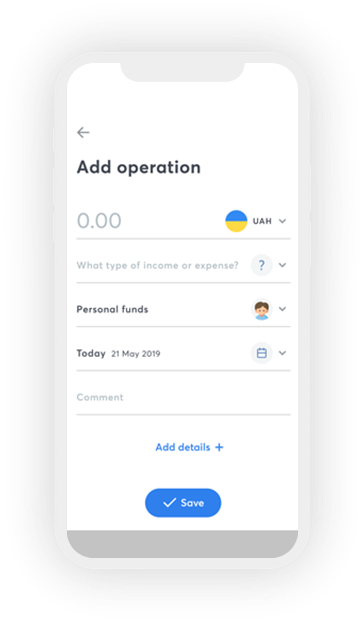 Add operation
0.00 UAH
What type of income or expense? ?
Personal funds
Today 21 May 2019
Comment
Add details +
Save